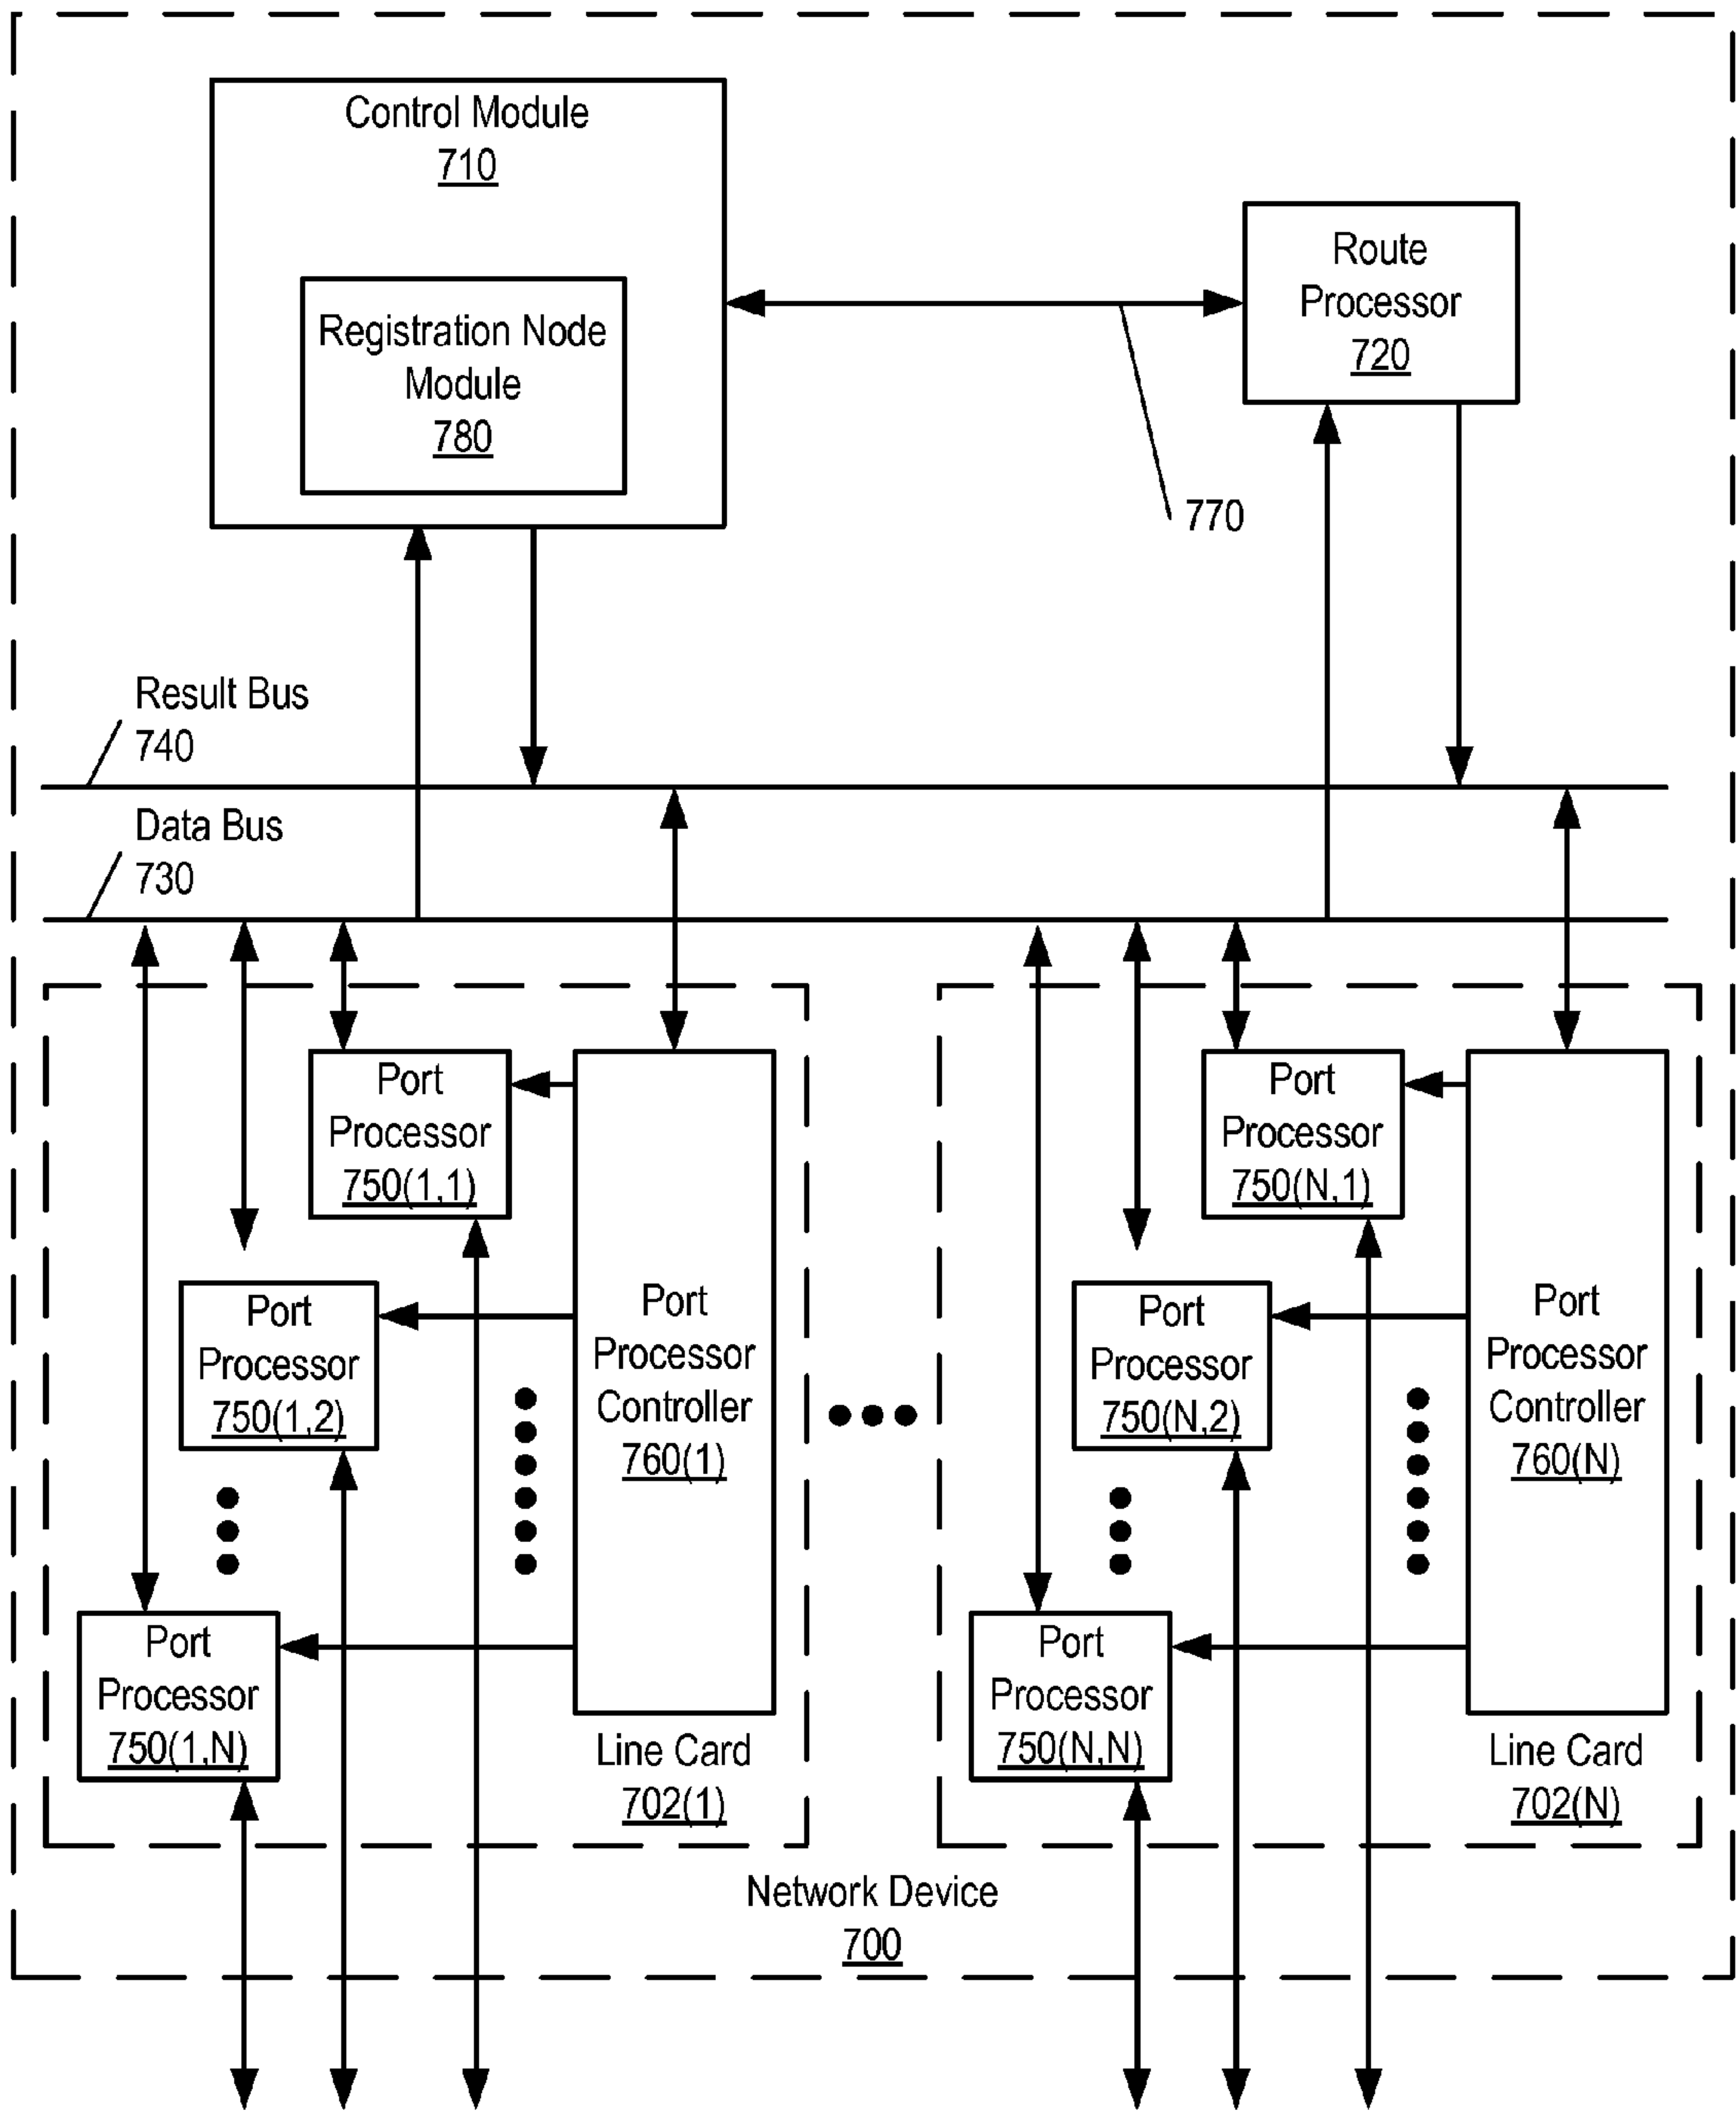 Control Module
710
Registration Node
Module
780
Route
Processor
720
770
Result Bus
740
Data Bus
730
Port
Processor
750(1,1)
Port
Processor
750(1,2)
Port
Processor
750(1,N)
Port
Processor
Controller
760(1)
Line Card
702(1)
Port
Processor
750(N,1)
Port
Processor
750(N,2)
Port
Processor
750(N,N)
Port
Processor
Controller
760(N)
Line Card
702(N)
Network Device
700